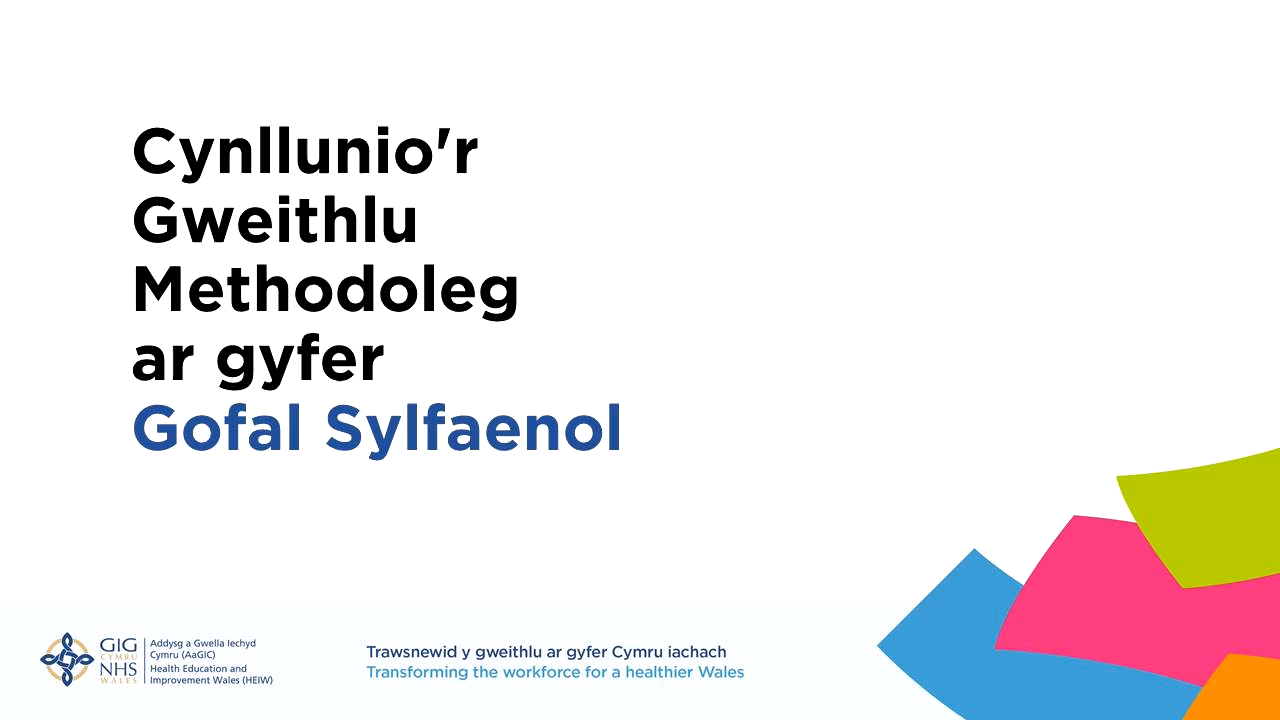 Cynllunio'r
Gweithlu
Methodoleg
ar gyfer
Gofal Sylfaenol
GIG
CYMRU
NHS
WALES
Addysg a Gwella Iechyd
Cymru (AaGIC)
Health Education and
Improvement Wales (HEIW)
Trawsnewid y gweithlu ar gyfer Cymru iachach
Transforming the workforce for a healthier Wales